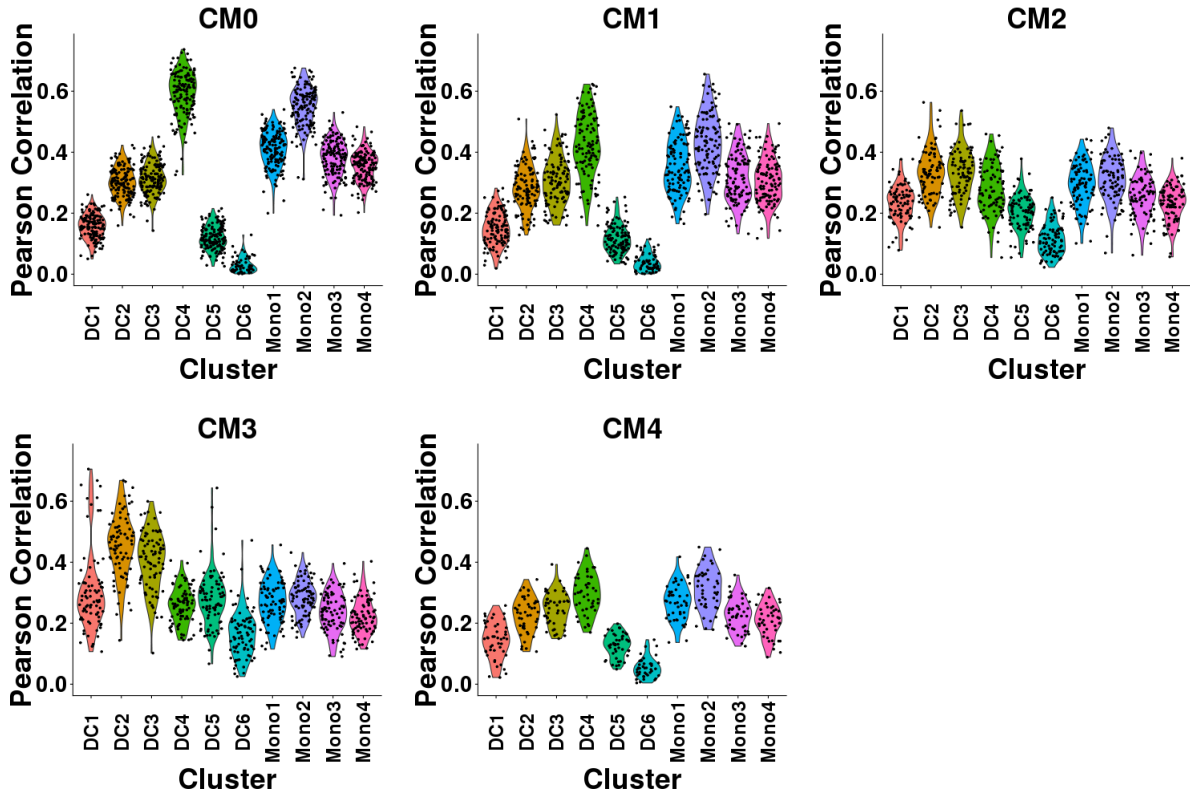 CM0
Pearson Correlation
0.6
0.4
0.2
0.0
DC1
DC2
DC3
DC4
DC5
DC6
Mono1
Mono2
Mono3
Mono4
Cluster
CM1
Pearson Correlation
0.6
0.4
0.2
0.0
DC1
DC2
DC3
DC4
DC5
DC6
Mono1
Mono2
Mono3
Mono4
Cluster
CM2
Pearson Correlation
0.6
0.4
0.2
0.0
DC1
DC2
DC3
DC4
DC5
DC6
Mono1
Mono2
Mono3
Mono4
Cluster
CM3
Pearson Correlation
0.6
0.4
0.2
0.0
DC1
DC2
DC3
DC4
DC5
DC6
Mono1
Mono2
Mono3
Mono4
Cluster
CM4
Pearson Correlation
0.6
0.4
0.2
0.0
DC1
DC2
DC3
DC4
DC5
DC6
Mono1
Mono2
Mono3
Mono4
Cluster